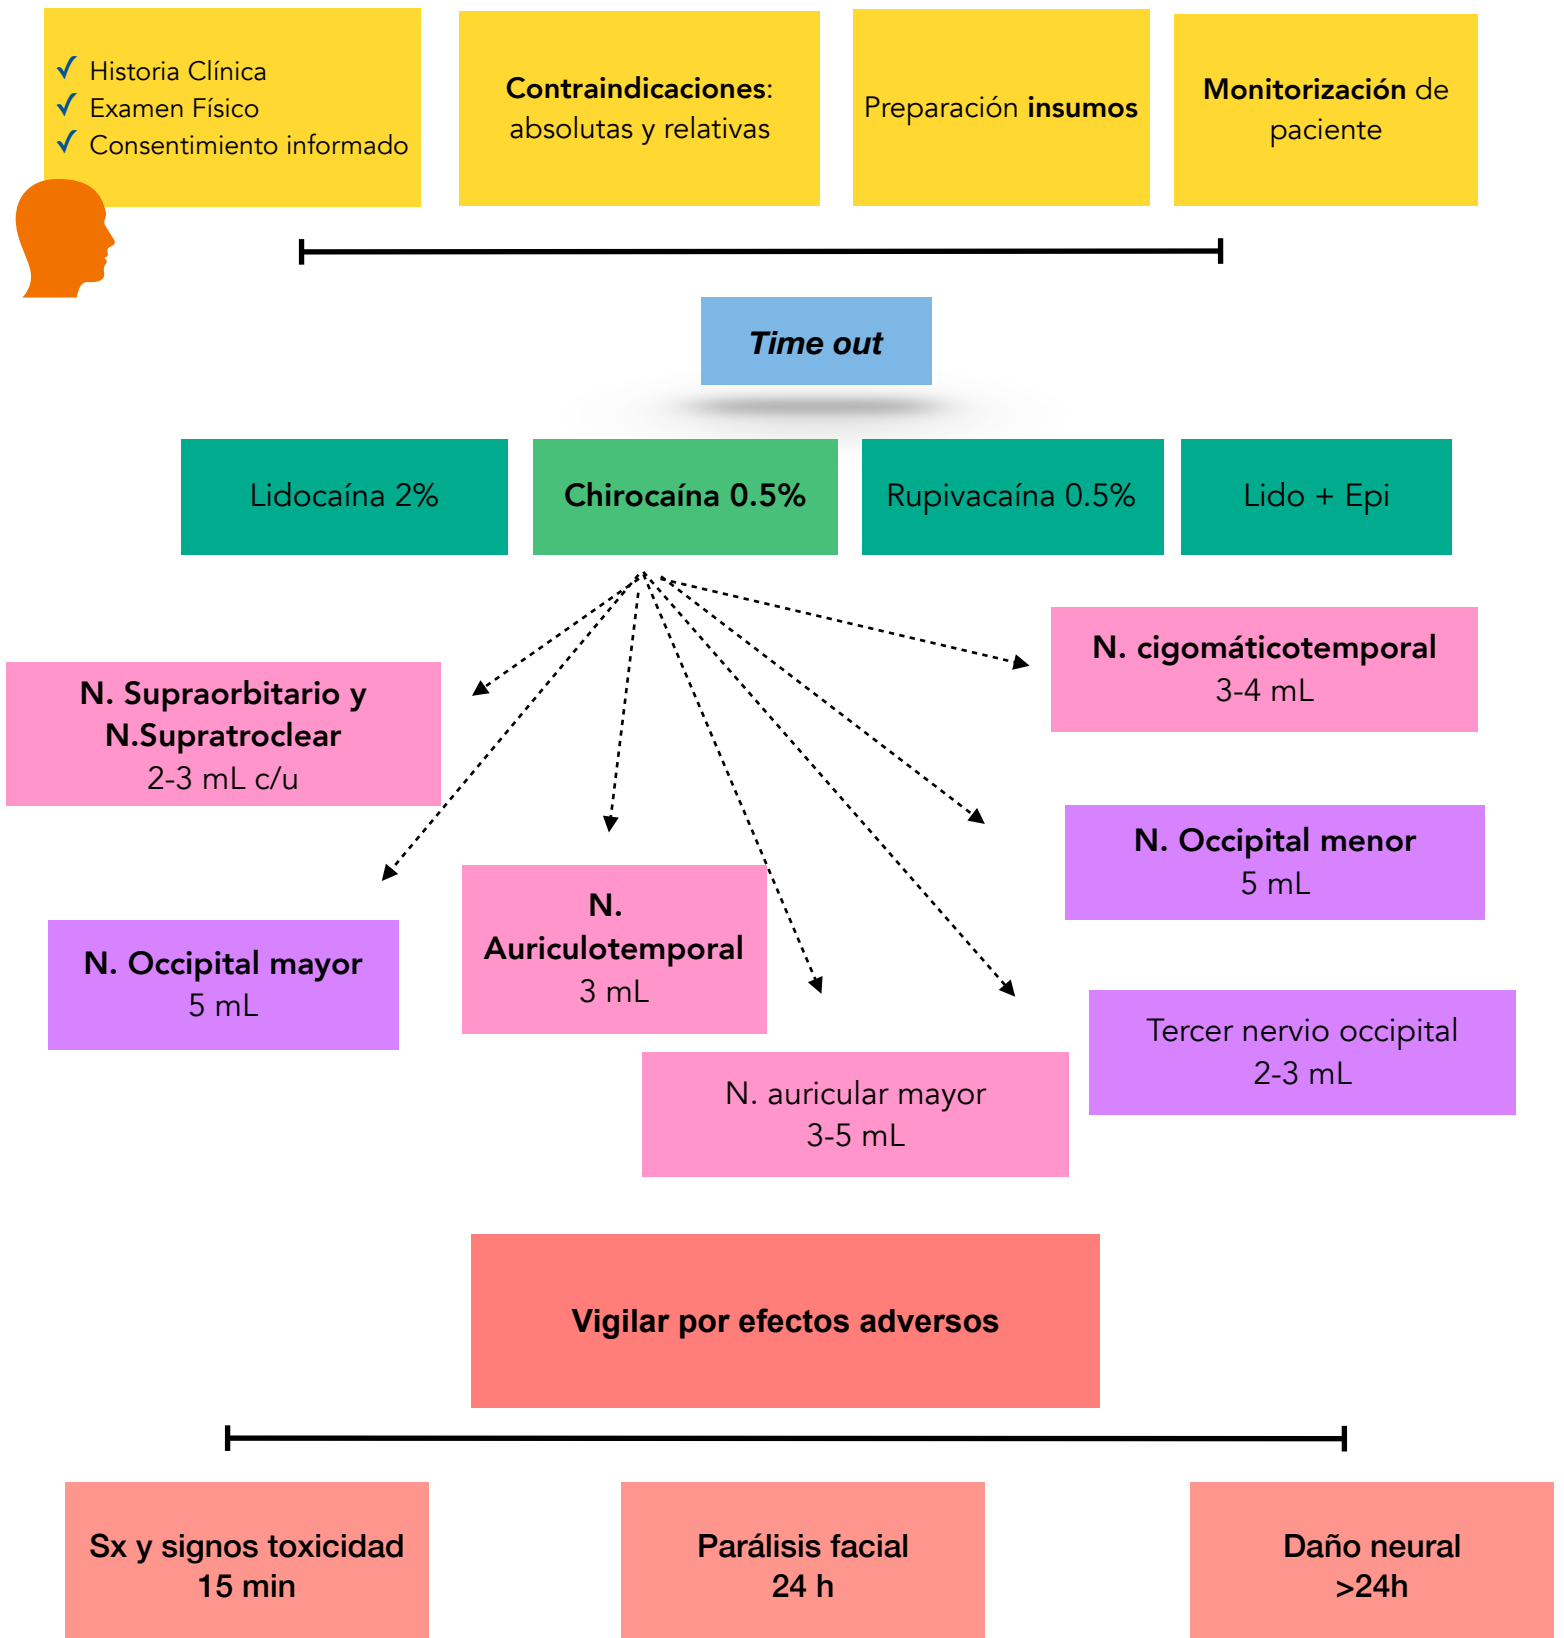 Historia Clínica
Examen Físico
Consentimiento informado
Contraindicaciones:
absolutas y relativas
Preparación insumos
Monitorización de
paciente
Time out
Lidocaína 2%
Chirocaína 0.5%
Rupivacaína 0.5%
Lido + Epi
N. Supraorbitario y
N.Supratroclear
2-3 mL c/u
N. cigomáticotemporal
3-4 mL
N. Occipital mayor
5 mL
N.
Auriculotemporal
3 mL
N. Occipital menor
5 mL
N. auricular mayor
3-5 mL
Tercer nervio occipital
2-3 mL
Vigilar por efectos adversos
Sx y signos toxicidad
15 min
Parálisis facial
24 h
Daño neural
>24h